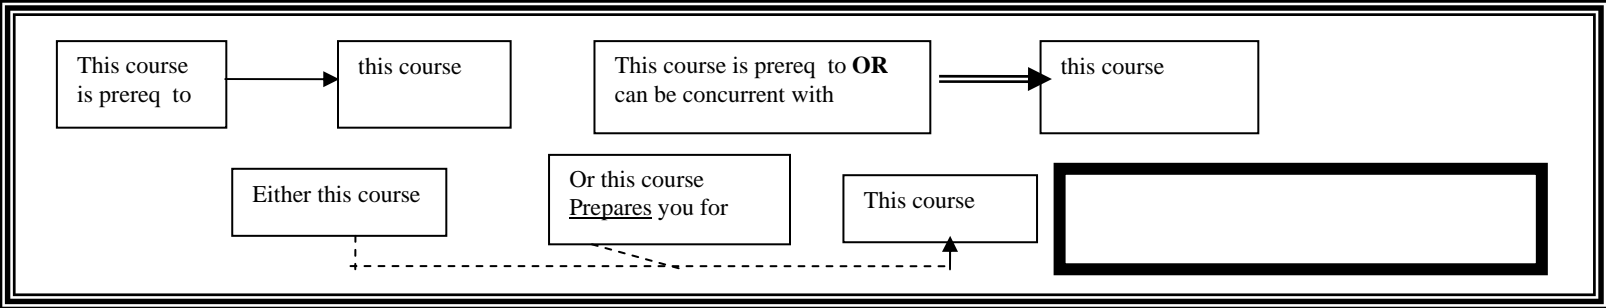 This course
is prereq  to
this course
This course is prereq  to OR
can be concurrent with
this course
Either this course
Or this course
Prepares you for
This course